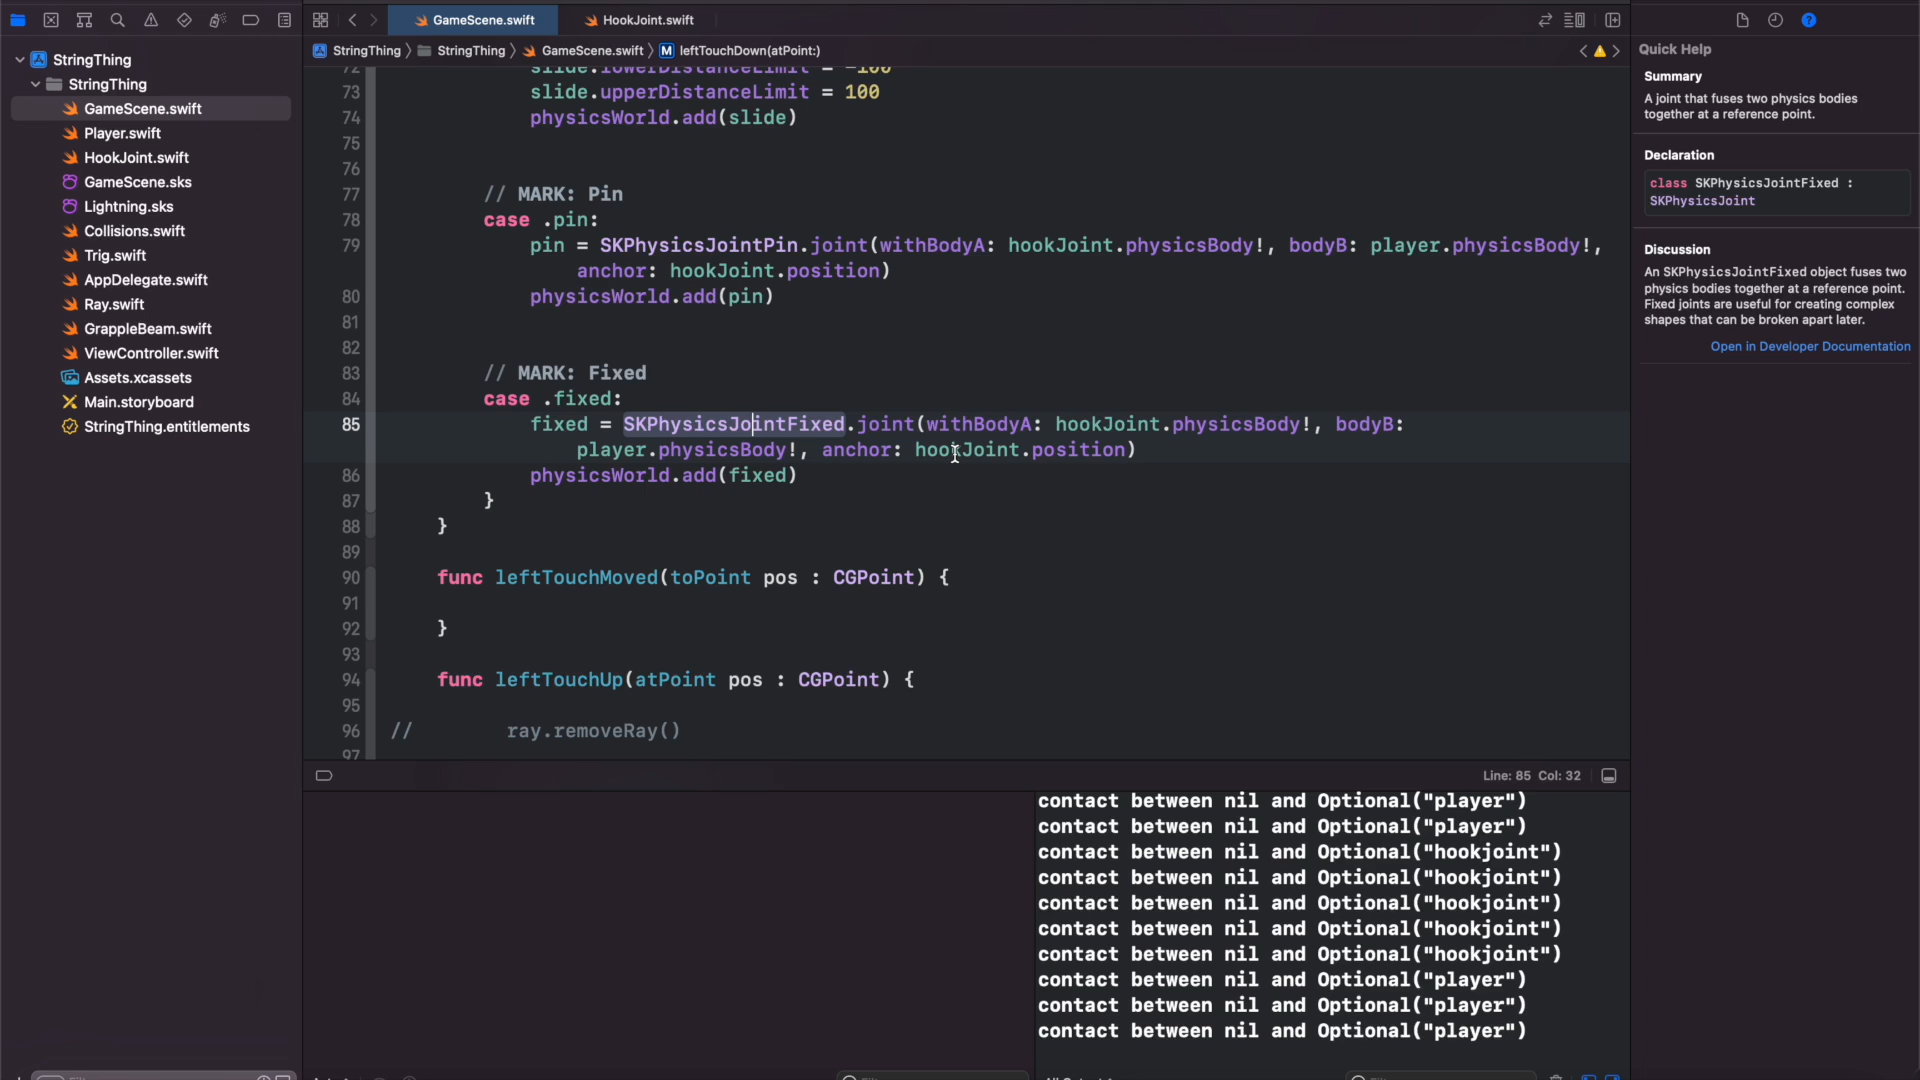 GameScene.swift
HookJoint.swift
StringThing
StringThing
GameScene.swift
Player.swift
HookJoint.swift
GameScene.sks
Lightning.sks
Collisions.swift
Trig.swift
AppDelegate.swift
Ray.swift
GrappleBeam.swift
ViewController.swift
Assets.xcassets
Main.storyboard
StringThing.entitlements
StringThing 〉 StringThing 〉 GameScene.swift 〉 M leftTouchDown(atPoint:)
72 slide.lowerDistanceLimit = -100
73 slide.upperDistanceLimit = 100
74 physicsWorld.add(slide)
75
76
77 // MARK: Pin
78 case .pin:
79 pin = SKPhysicsJointPin.joint(withBodyA: hookJoint.physicsBody!, bodyB: player.physicsBody!,
anchor: hookJoint.position)
80 physicsWorld.add(pin)
81
82
83 // MARK: Fixed
84 case .fixed:
85 fixed = SKPhysicsJointFixed.joint(withBodyA: hookJoint.physicsBody!, bodyB:
player.physicsBody!, anchor: hookJoint.position)
86 physicsWorld.add(fixed)
87 }
88 }
89
90 func leftTouchMoved(toPoint pos : CGPoint) {
91
92 }
93
94 func leftTouchUp(atPoint pos : CGPoint) {
95
96 // ray.removeRay()
97
Line: 85 Col: 32
contact between nil and Optional("player")
contact between nil and Optional("player")
contact between nil and Optional("hookjoint")
contact between nil and Optional("hookjoint")
contact between nil and Optional("hookjoint")
contact between nil and Optional("hookjoint")
contact between nil and Optional("hookjoint")
contact between nil and Optional("player")
contact between nil and Optional("player")
contact between nil and Optional("player")
Quick Help
Summary
A joint that fuses two physics bodies
together at a reference point.
Declaration
class SKPhysicsJointFixed :
SKPhysicsJoint
Discussion
An SKPhysicsJointFixed object fuses two
physics bodies together at a reference point.
Fixed joints are useful for creating complex
shapes that can be broken apart later.
Open in Developer Documentation